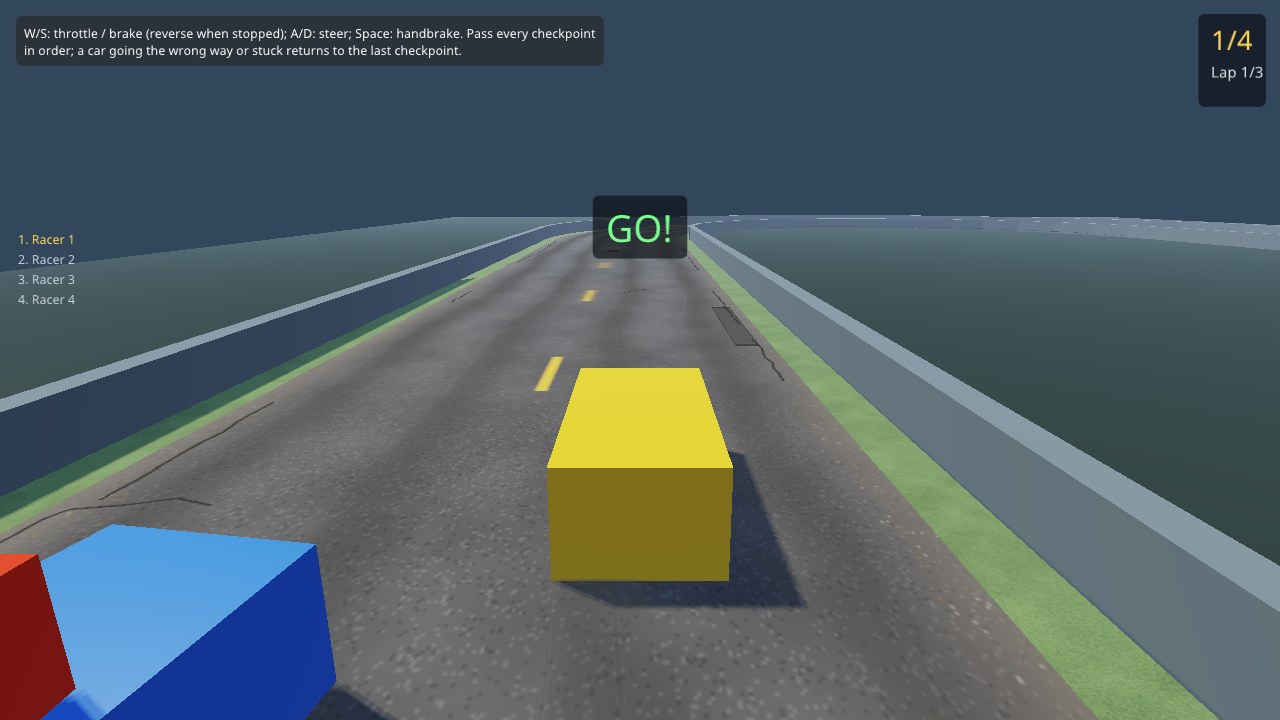 W/S: throttle / brake (reverse when stopped); A/D: steer; Space: handbrake. Pass every checkpoint
in order; a car going the wrong way or stuck returns to the last checkpoint.
1/4
Lap 1/3
GO!
1. Racer 1
2. Racer 2
3. Racer 3
4. Racer 4